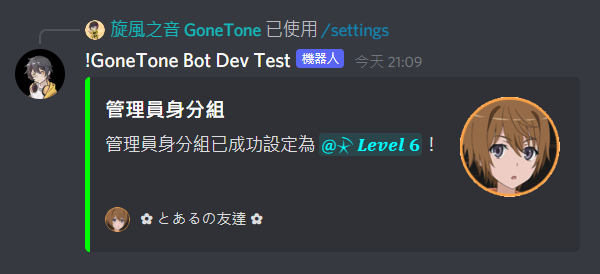 旋風之音 GoneTone 已使用 /settings
!GoneTone Bot Dev Test 機器人 今天 21:09
管理員身分組
管理員身分組已成功設定為 @⛥ Level 6！
✿ とあるの友達 ✿